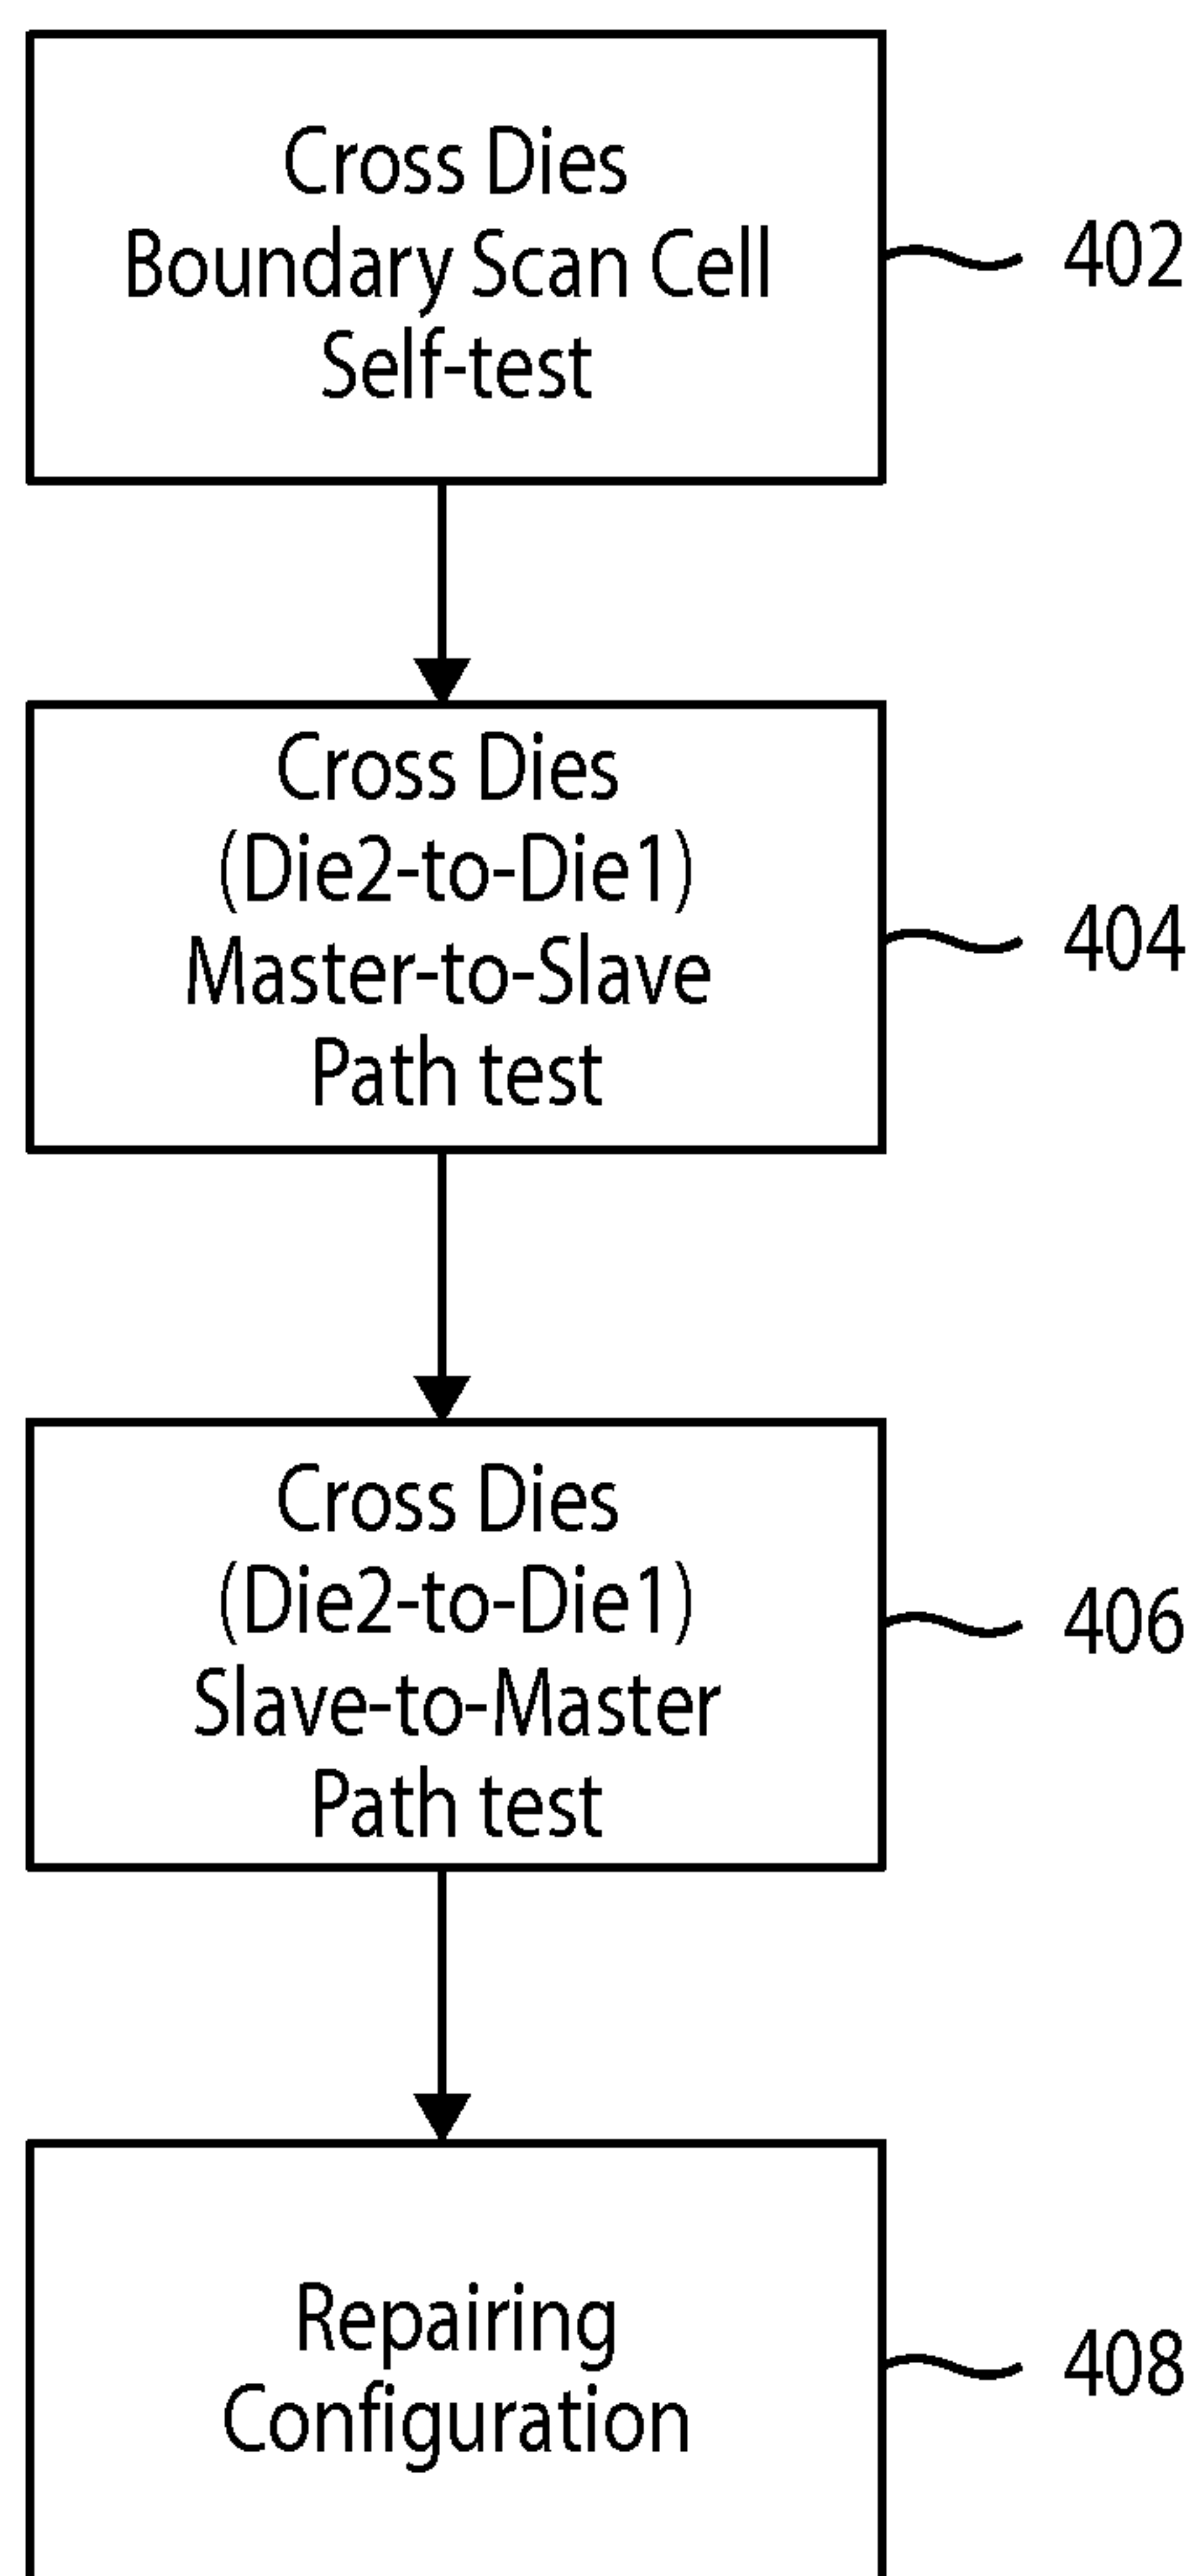 Cross Dies
Boundary Scan Cell
Self-test
402
Cross Dies
(Die2-to-Die1)
Master-to-Slave
Path test
404
Cross Dies
(Die2-to-Die1)
Slave-to-Master
Path test
406
Repairing
Configuration
408